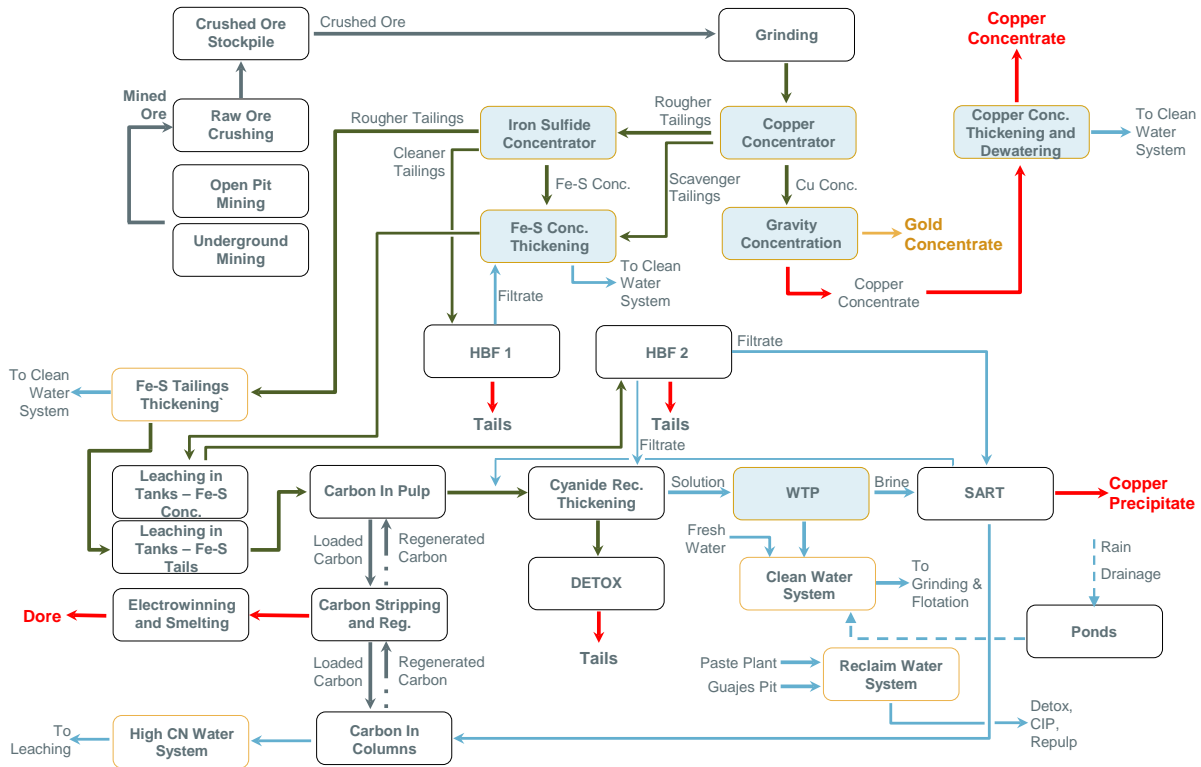 Crushed Ore
Stockpile
Crushed Ore
Grinding
Copper
Concentrate
Mined
Ore
Raw Ore
Crushing
Rougher Tailings
Iron Sulfide
Concentrator
Rougher
Tailings
Copper
Concentrator
Copper Conc.
Thickening and
Dewatering
To Clean
Water
System
Cleaner
Tailings
Open Pit
Mining
Fe-S Conc.
Scavenger
Tailings
Cu Conc.
Underground
Mining
Fe-S Conc.
Thickening
Gravity
Concentration
Gold
Concentrate
Filtrate
To Clean
Water
System
Copper
Concentrate
HBF 1
HBF 2
Filtrate
To Clean
Water
System
Fe-S Tailings
Thickening`
Tails
Tails
Filtrate
Leaching in
Tanks – Fe-S
Conc.
Carbon In Pulp
Cyanide Rec.
Thickening
Solution
WTP
Brine
SART
Copper
Precipitate
Leaching in
Tanks – Fe-S
Tails
Loaded
Carbon
Regenerated
Carbon
Fresh
Water
Rain
Drainage
DETOX
Clean Water
System
To
Grinding &
Flotation
Dore
Electrowinning
and Smelting
Carbon Stripping
and Reg.
Ponds
Tails
Loaded
Carbon
Regenerated
Carbon
Paste Plant
Guajes Pit
Reclaim Water
System
To
Leaching
High CN Water
System
Carbon In
Columns
Detox,
CIP,
Repulp